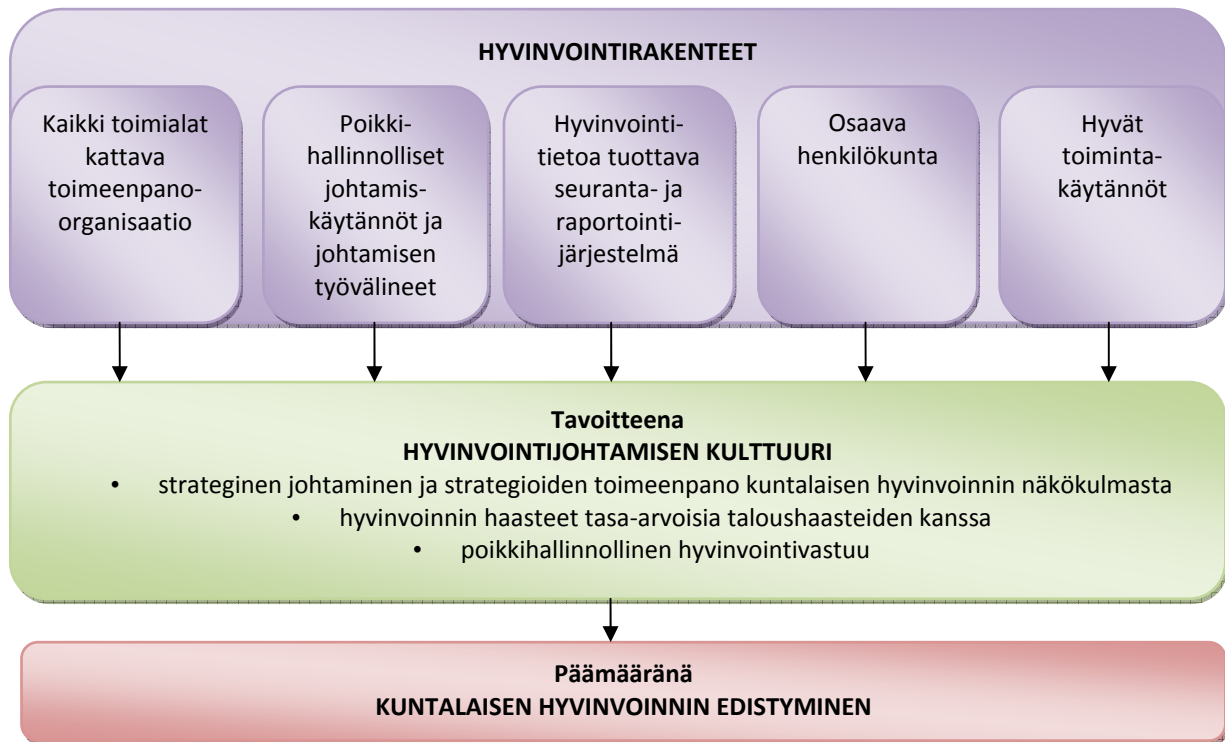 HYVINVOINTIRAKENTEET
Kaikki toimialat
kattava
toimeenpano-
organisaatio
Poikki-
hallinnolliset
johtamis-
käytännöt ja
johtamisen
työvälineet
Hyvinvointi-
tietoa tuottava
seuranta- ja
raportointi-
järjestelmä
Osaava
henkilökunta
Hyvät
toiminta-
käytännöt
Tavoitteena
HYVINVOINTIJOHTAMISEN KULTTUURI
• strateginen johtaminen ja strategioiden toimeenpano kuntalaisen hyvinvoinnin näkökulmasta
• hyvinvoinnin haasteet tasa-arvoisia taloushaasteiden kanssa
• poikkihallinnollinen hyvinvointivastuu
Päämääränä
KUNTALAISEN HYVINVOINNIN EDISTYMINEN